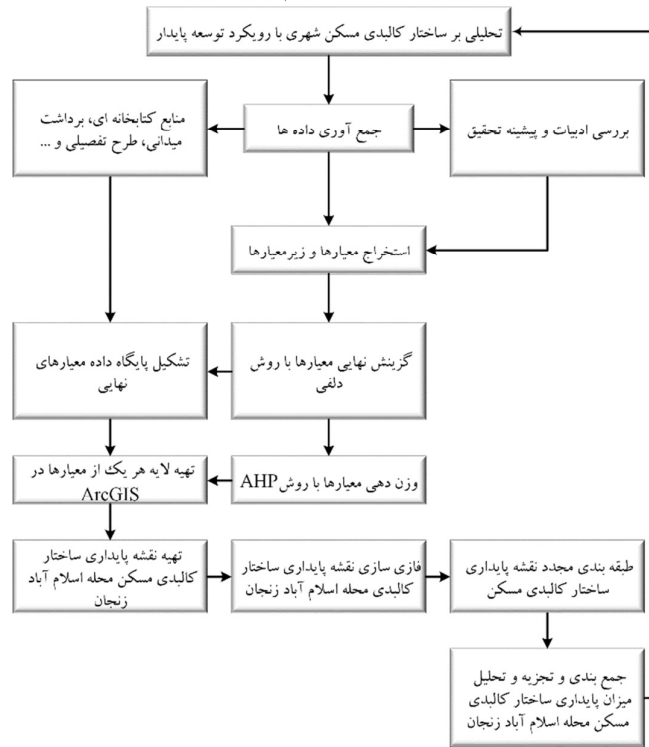 تحلیلی بر ساختار کالبدی مسکن شهری با رویکرد توسعه پایدار
منابع کتابخانه ای، برداشت
میدانی، طرح تفصیلی و ...
جمع آوری داده ها
بررسی ادبیات و پیشینه تحقیق
استخراج معیارها و زیرمعیارها
تشکیل پایگاه داده معیارهای
نهایی
گزینش نهایی معیارها با روش
دلفی
تهیه لایه هر یک از معیارها در
ArcGIS
وزن دهی معیارها با روش AHP
تهیه نقشه پایداری ساختار
کالبدی مسکن محله اسلام آباد
زنجان
فازی سازی نقشه پایداری ساختار
کالبدی محله اسلام آباد زنجان
طبقه بندی مجدد نقشه پایداری
ساختار کالبدی مسکن
جمع بندی و تجزیه و تحلیل
میزان پایداری ساختار کالبدی
مسکن محله اسلام آباد زنجان